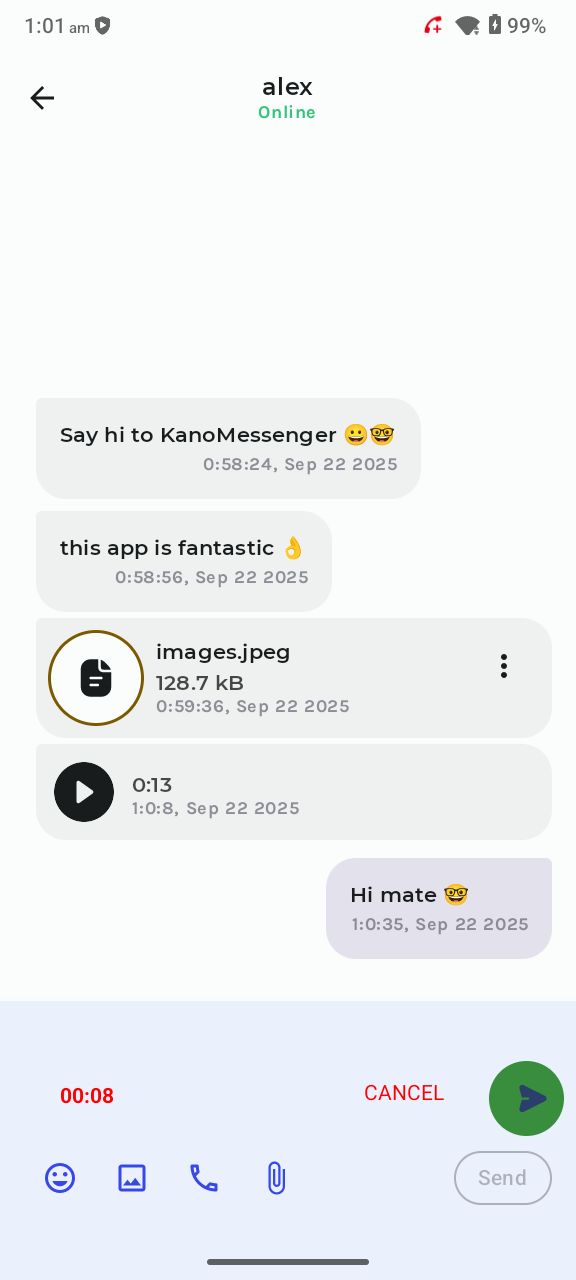 1:01 am
99%
alex
Online
Say hi to KanoMessenger 😀🤓
0:58:24, Sep 22 2025
this app is fantastic 👌
0:58:56, Sep 22 2025
images.jpeg
128.7 kB
0:59:36, Sep 22 2025
0:13
1:0:8, Sep 22 2025
Hi mate 🤓
1:0:35, Sep 22 2025
00:08
CANCEL
Send